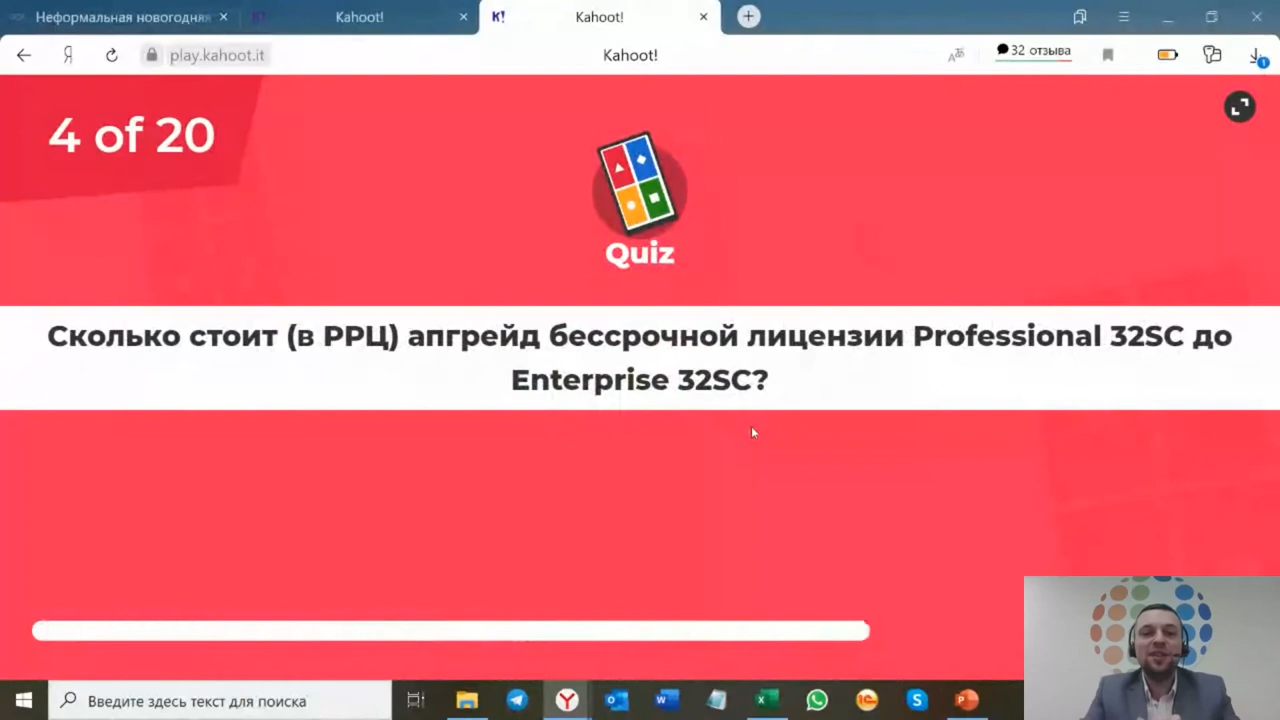 Неформальная новогодняя
Kahoot!
Kahoot!
play.kahoot.it
Kahoot!
32 отзыва
4 of 20
Quiz
Сколько стоит (в РРЦ) апгрейд бессрочной лицензии Professional 32SC до
Enterprise 32SC?
Введите здесь текст для поиска